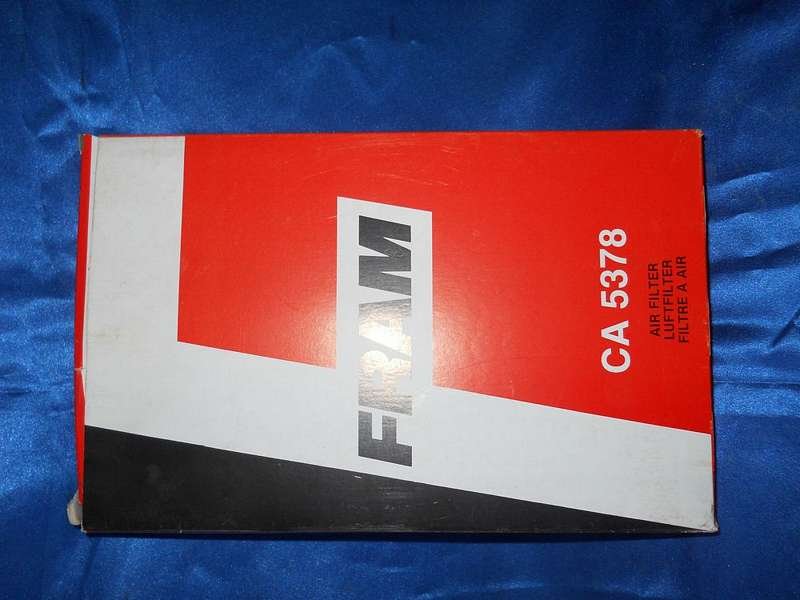 FRAM
CA 5378
AIR FILTER
LUFTFILTER
FILTRE A AIR